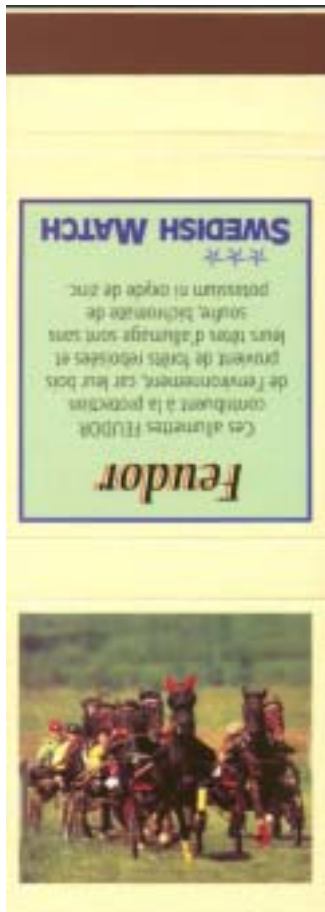 Feudor
Ces allumettes FEUDOR
contribuent à la protection
de l'environnement, car leur bois
provient de forêts reboisées et
leurs têtes d'allumage sont sans
soufre, bichromate de
potassium ni oxyde de zinc.
SWEDISH MATCH